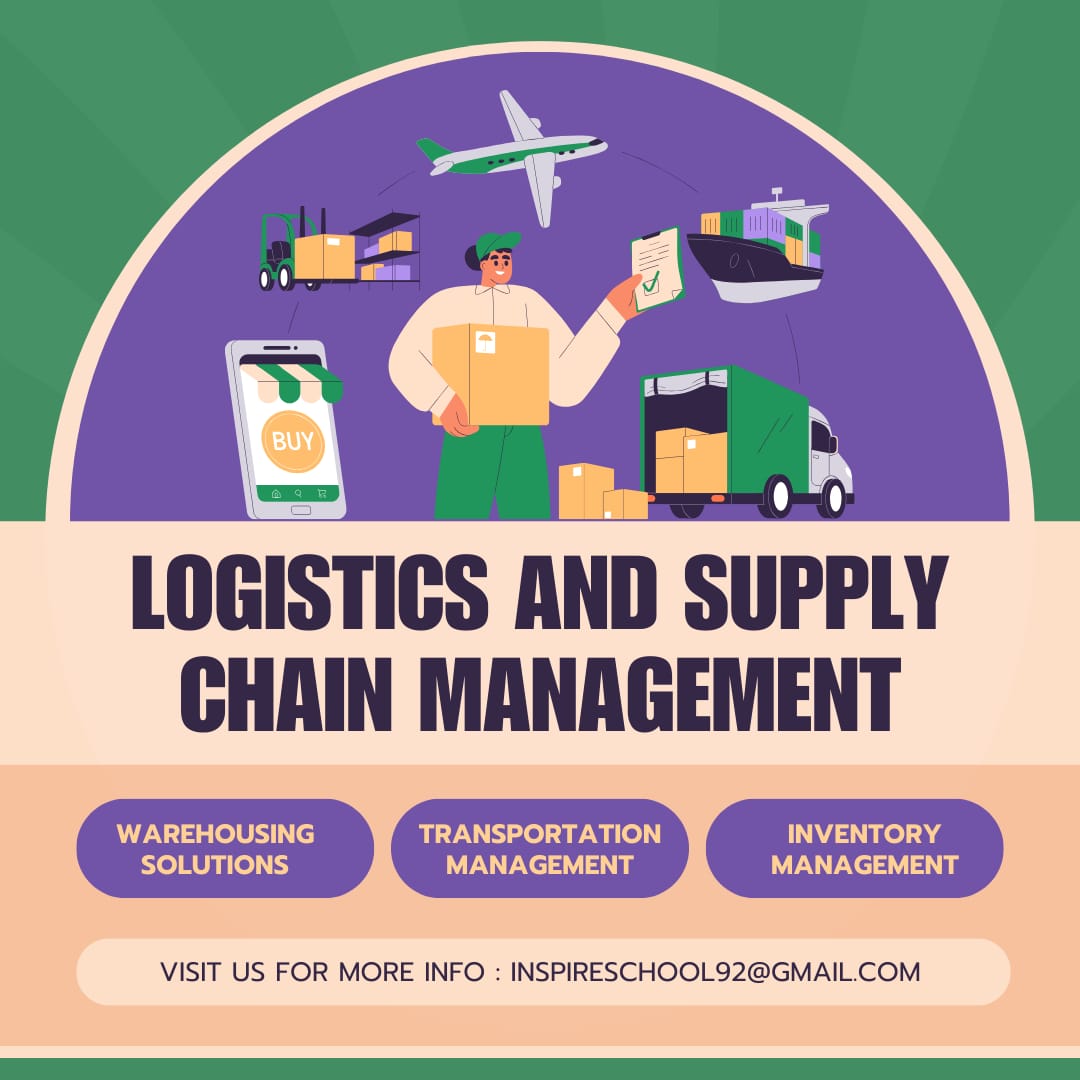 BUY
LOGISTICS AND SUPPLY
CHAIN MANAGEMENT
WAREHOUSING
SOLUTIONS
TRANSPORTATION
MANAGEMENT
INVENTORY
MANAGEMENT
VISIT US FOR MORE INFO : INSPIRESCHOOL92@GMAIL.COM